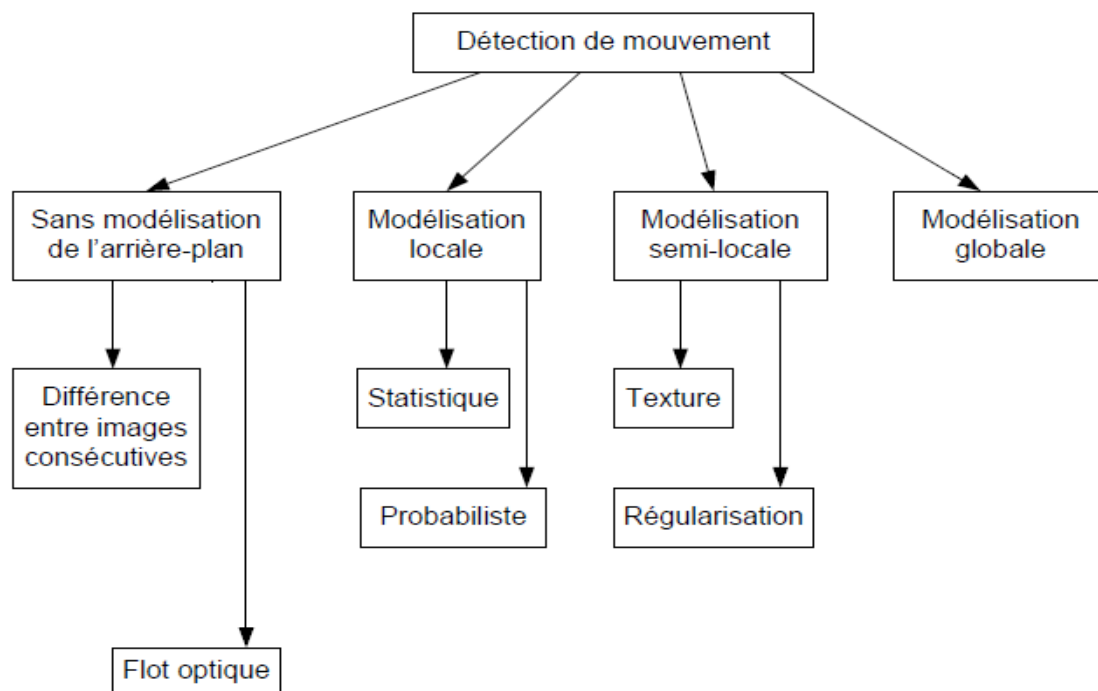 Détection de mouvement
Sans modélisation
de l'arrière-plan
Modélisation
locale
Modélisation
semi-locale
Modélisation
globale
Différence
entre images
consécutives
Statistique
Texture
Probabiliste
Régularisation
Flot optique